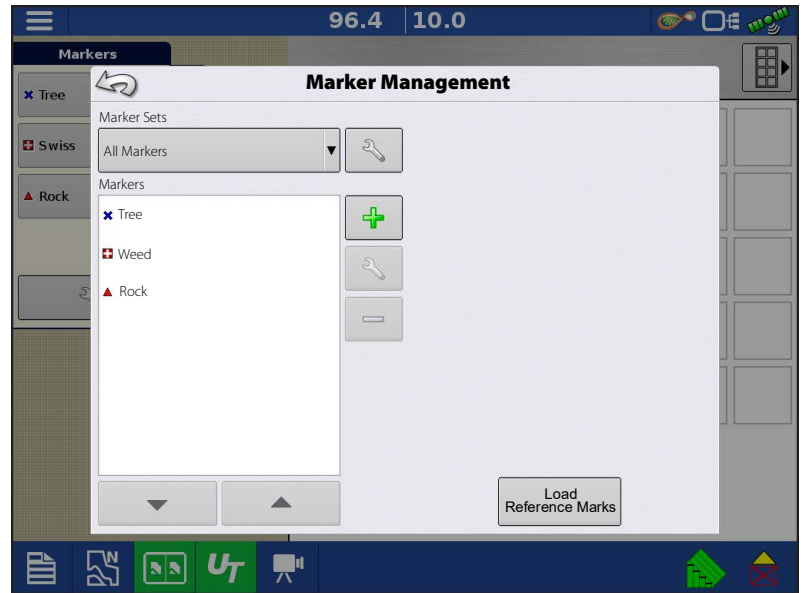 96.4 10.0
Markers
Tree
Swiss
Rock
Marker Management
Marker Sets
All Markers
Markers
Tree
Weed
Rock
Load
Reference Marks
N
UT